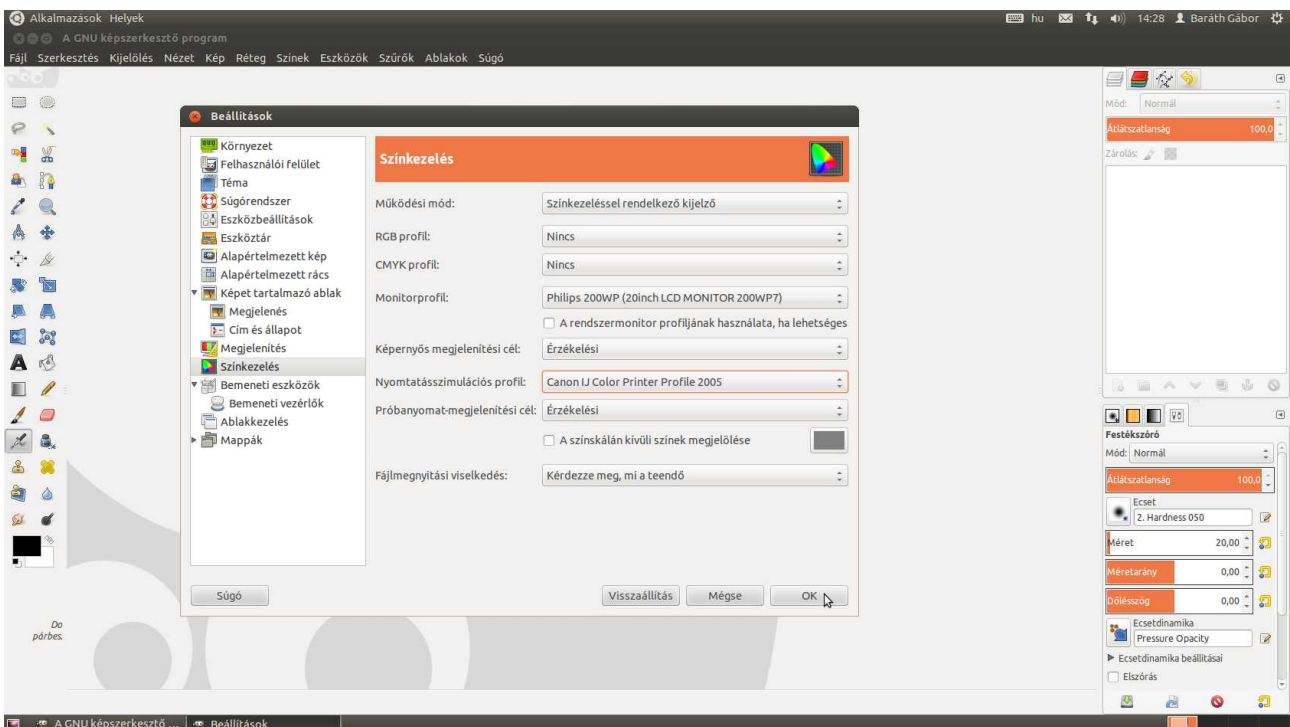 Alkalmazások Helyek
hu 14:28 Baráth Gábor
A GNU képszerkesztő program
Fájl Szerkesztés Kijelölés Nézet Kép Réteg Szinek Eszközök Szűrők Ablakok Súgó
Beállítások
Környezet
Felhasználói felület
Téma
Súgórendszer
Eszközbeállítások
Eszköztár
Alapértelmezett kép
Alapértelmezett rács
Képet tartalmazó ablak
Megjelenés
Cím és állapot
Megjelenítés
Színkezelés
Bemeneti eszközök
Bemeneti vezérlők
Ablakkezelés
Mappák
Színkezelés
Működési mód: Színkezeléssel rendelkező kijelző
RGB profil: Nincs
CMYK profil: Nincs
Monitorprofil: Philips 200WP (20inch LCD MONITOR 200WP7)
A rendszermonitor profiljának használata, ha lehetséges
Képernyős megjelenítési cél: Érzékelési
Nyomtatásszimulációs profil: Canon IJ Color Printer Profile 2005
Próbanyomat-megjelenítési cél: Érzékelési
A színskálán kívüli színek megjelölése
Fájlmegnyitási viselkedés: Kérdezze meg, mi a teendő
Súgó Visszaállítás Mégse OK
Do
párbes
Mód: Normál
Átlátszatlanság 100,0
Zárolás:
Festékszóró
Mód: Normál
Átlátszatlanság 100,0
Ecset
2. Hardness 050
Méret 20,00
Méretarány 0,00
Dőlésszög 0,00
Ecsetdinamika
Pressure Opacity
Ecsetdinamika beállításai
Elszórás
A GNU képszerkesztő ... Beállítások